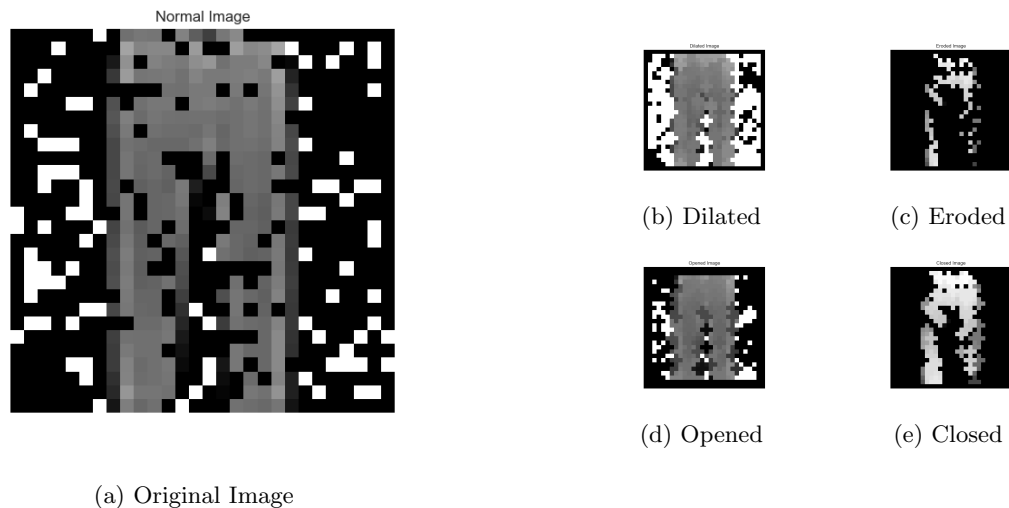 Normal Image
Dilated Image
Eroded Image
(b) Dilated
(c) Eroded
Opened Image
Closed Image
(d) Opened
(e) Closed
(a) Original Image